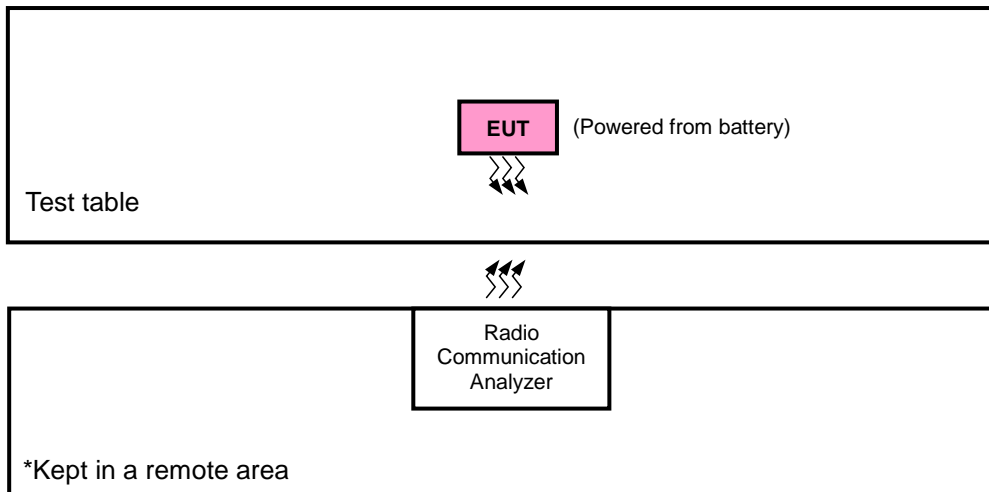 EUT
(Powered from battery)
Test table
Radio
Communication
Analyzer
*Kept in a remote area